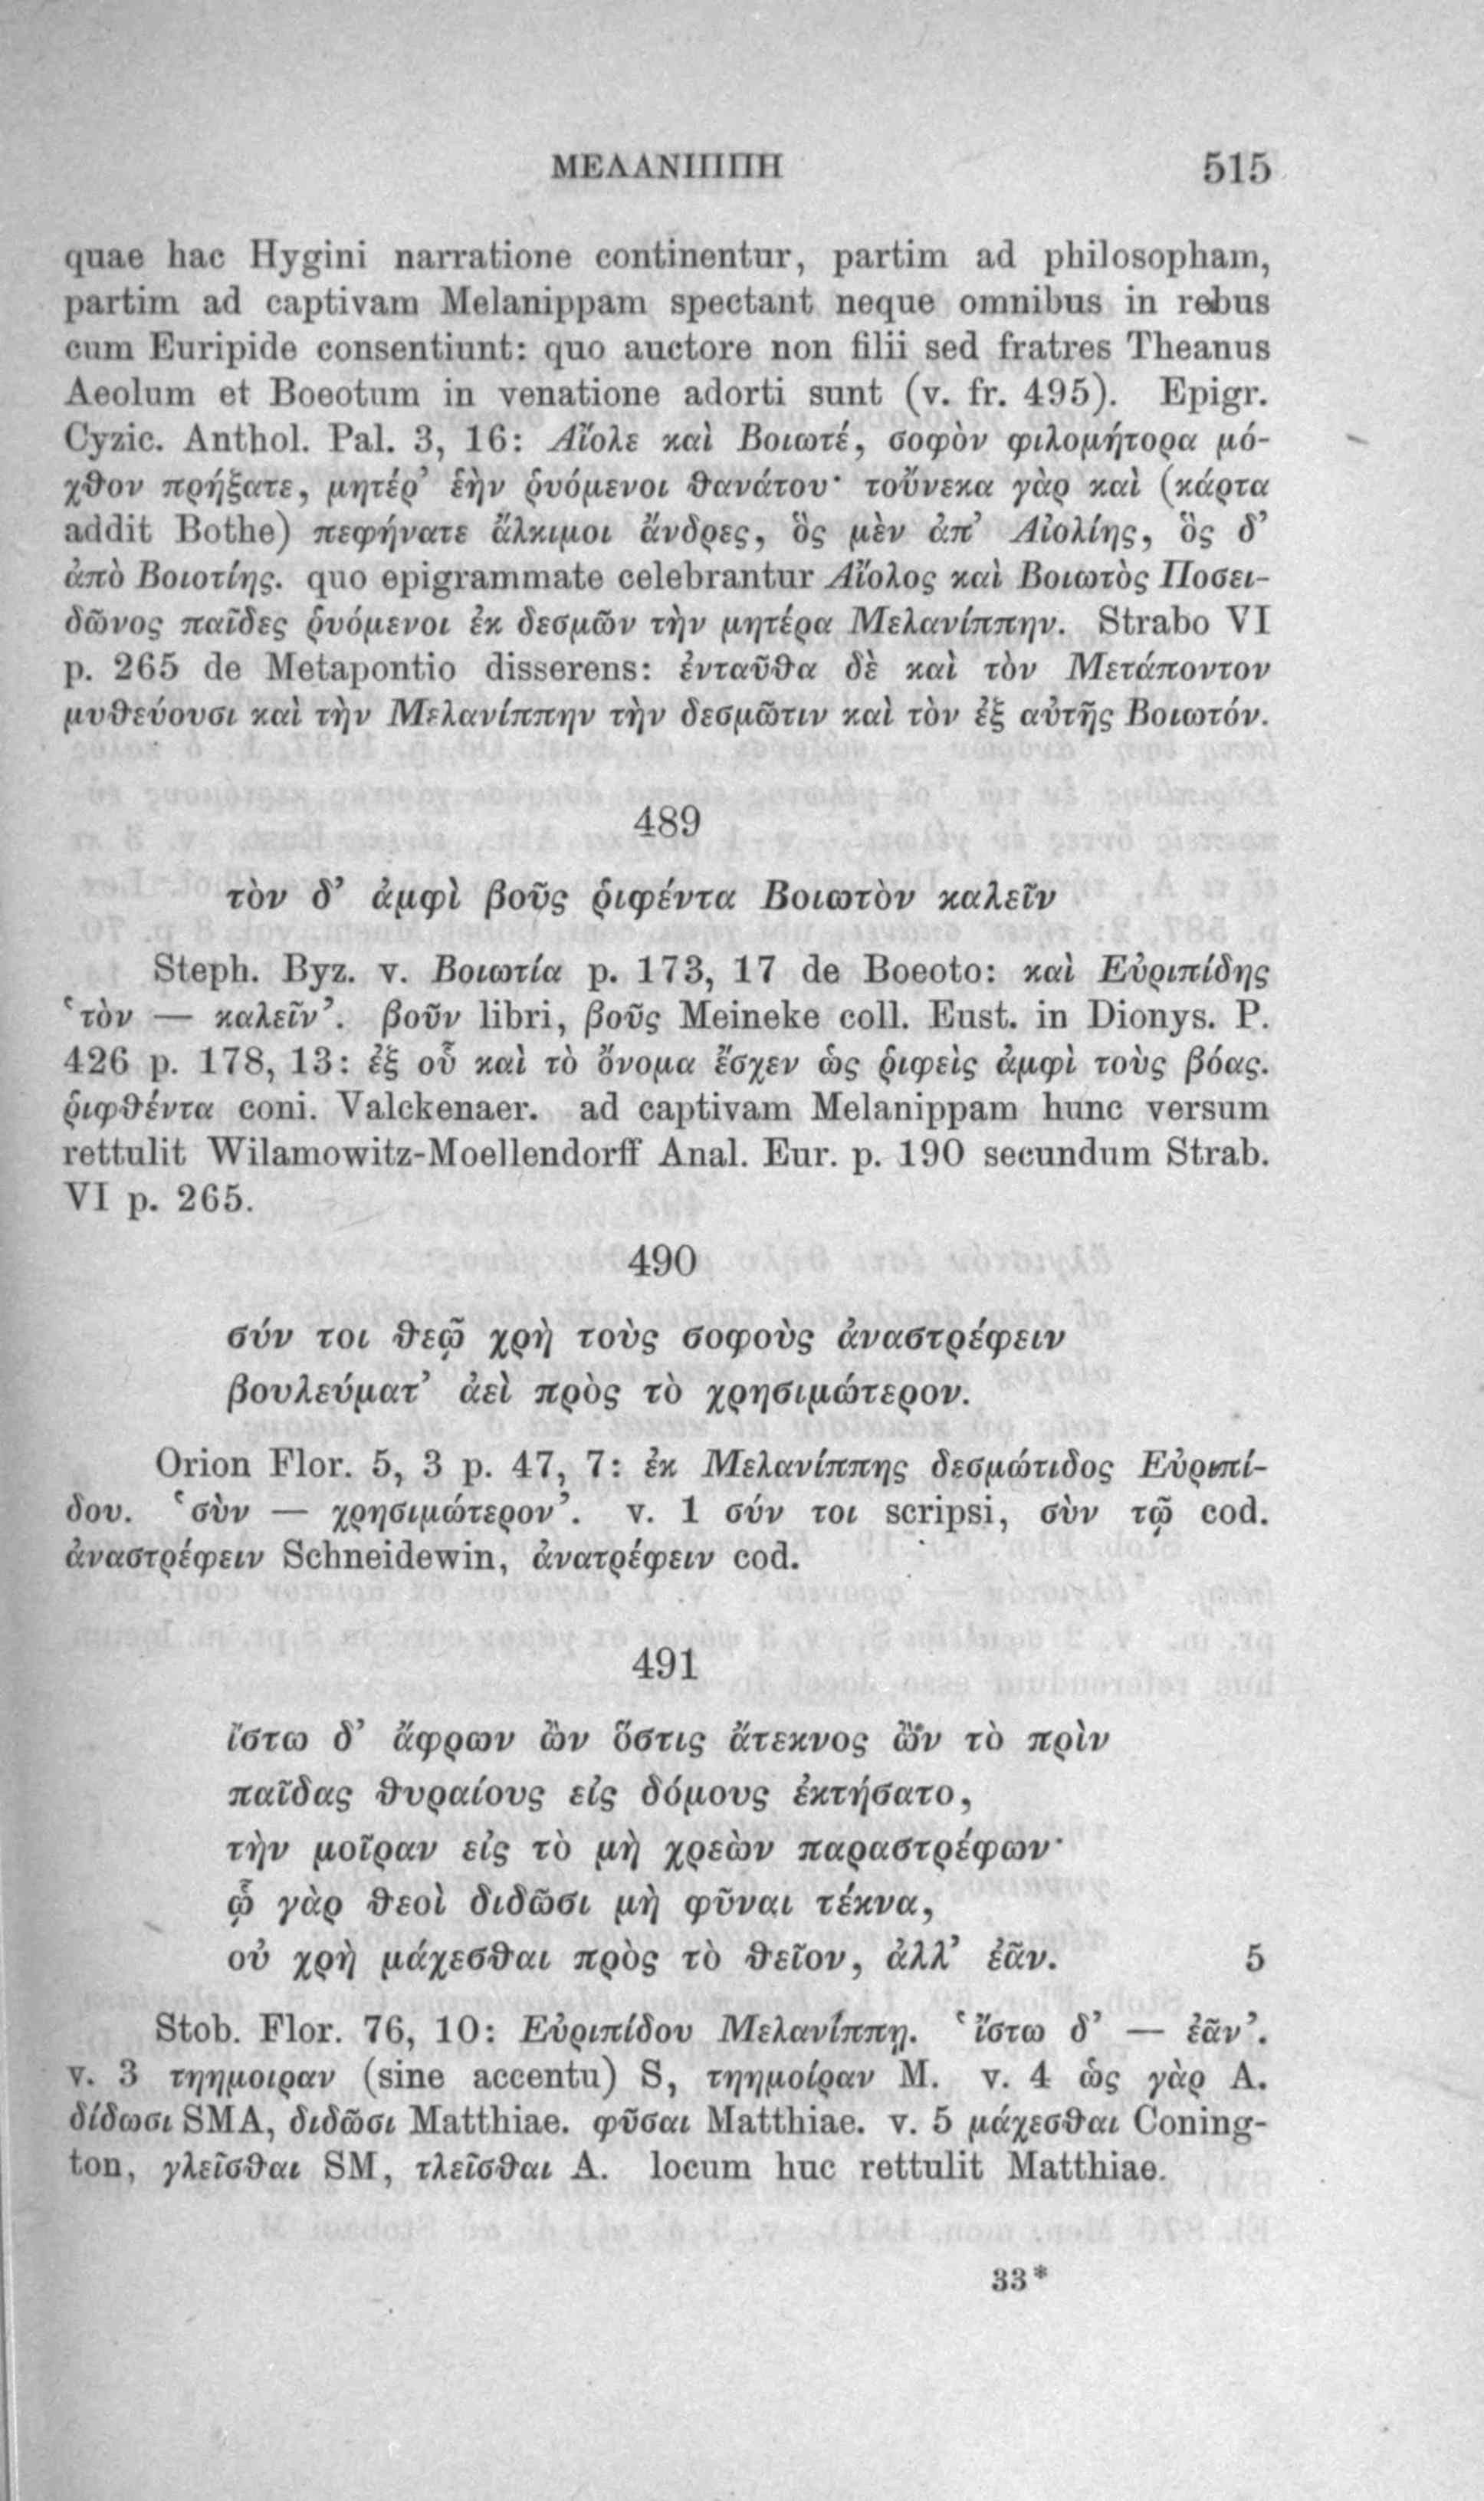 ΜΕΛΑΝΙΠΠΗ 515
quae hac Hygini narratione continentur, partim ad philosopham,
partim ad captivam Melanippam spectant neque omnibus in rebus
cum Euripide consentiunt: quo auctore non filii sed fratres Theanus
Aeolum et Boeotum in venatione adorti sunt (v. fr. 495). Epigr.
Cyzic. Anthol. Pal. 3, 16: Αἴολε καὶ Βοιωτέ, σοφὸν φιλομήτορα μό-
χθον πρήξατε, μητέρ’ ἑὴν ῥυόμενοι θανάτου· τοὔνεκα γὰρ καὶ (κάρτα
addit Bothe) πεφήνατε ἄλκιμοι ἄνδρες, ὃς μὲν ἀπ’ Αἰολίης, ὃς δ’
ἀπὸ Βοιοτίης. quo epigrammate celebrantur Αἴολος καὶ Βοιωτὸς Ποσει-
δῶνος παῖδες ῥυόμενοι ἐκ δεσμῶν τὴν μητέρα Μελανίππην. Strabo VI
p. 265 de Metapontio disserens: ἐνταῦθα δὲ καὶ τὸν Μετάποντον
μυθεύουσι καὶ τὴν Μελανίππην τὴν δεσμῶτιν καὶ τὸν ἐξ αὐτῆς Βοιωτόν.
489
τὸν δ’ ἀμφὶ βοῦς ῥιφέντα Βοιωτὸν καλεῖν
Steph. Byz. v. Βοιωτία p. 173, 17 de Boeoto: καὶ Εὐριπίδης
‘τὸν — καλεῖν’. βοῦν libri, βοῦς Meineke coll. Eust. in Dionys. P.
426 p. 178, 13: ἐξ οὗ καὶ τὸ ὄνομα ἔσχεν ὡς ῥιφεὶς ἀμφὶ τοὺς βόας.
ῥιφθέντα coni. Valckenaer. ad captivam Melanippam hunc versum
rettulit Wilamowitz-Moellendorff Anal. Eur. p. 190 secundum Strab.
VI p. 265.
490
σύν τοι θεῷ χρὴ τοὺς σοφοὺς ἀναστρέφειν
βουλεύματ’ ἀεὶ πρὸς τὸ χρησιμώτερον.
Orion Flor. 5, 3 p. 47, 7: ἐκ Μελανίππης δεσμώτιδος Εὐριπί-
δου. ‘σὺν — χρησιμώτερον’. v. 1 σύν τοι scripsi, σὺν τῷ cod.
ἀναστρέφειν Schneidewin, ἀνατρέφειν cod.
491
ἴστω δ’ ἄφρων ὢν ὅστις ἄτεκνος ὢν τὸ πρὶν
παῖδας θυραίους εἰς δόμους ἐκτήσατο,
τὴν μοῖραν εἰς τὸ μὴ χρεὼν παραστρέφων·
ᾧ γὰρ θεοὶ διδῶσι μὴ φῦναι τέκνα,
οὐ χρὴ μάχεσθαι πρὸς τὸ θεῖον, ἀλλ’ ἐᾶν. 5
Stob. Flor. 76, 10: Εὐριπίδου Μελανίππῃ. ‘ἴστω δ’ — ἐᾶν’.
v. 3 τηημοιραν (sine accentu) S, τηημοίραν M. v. 4 ὡς γὰρ A.
δίδωσι SMA, διδῶσι Matthiae. φῦσαι Matthiae. v. 5 μάχεσθαι Coning-
ton, γλεῖσθαι SM, τλεῖσθαι A. locum huc rettulit Matthiae.
33*